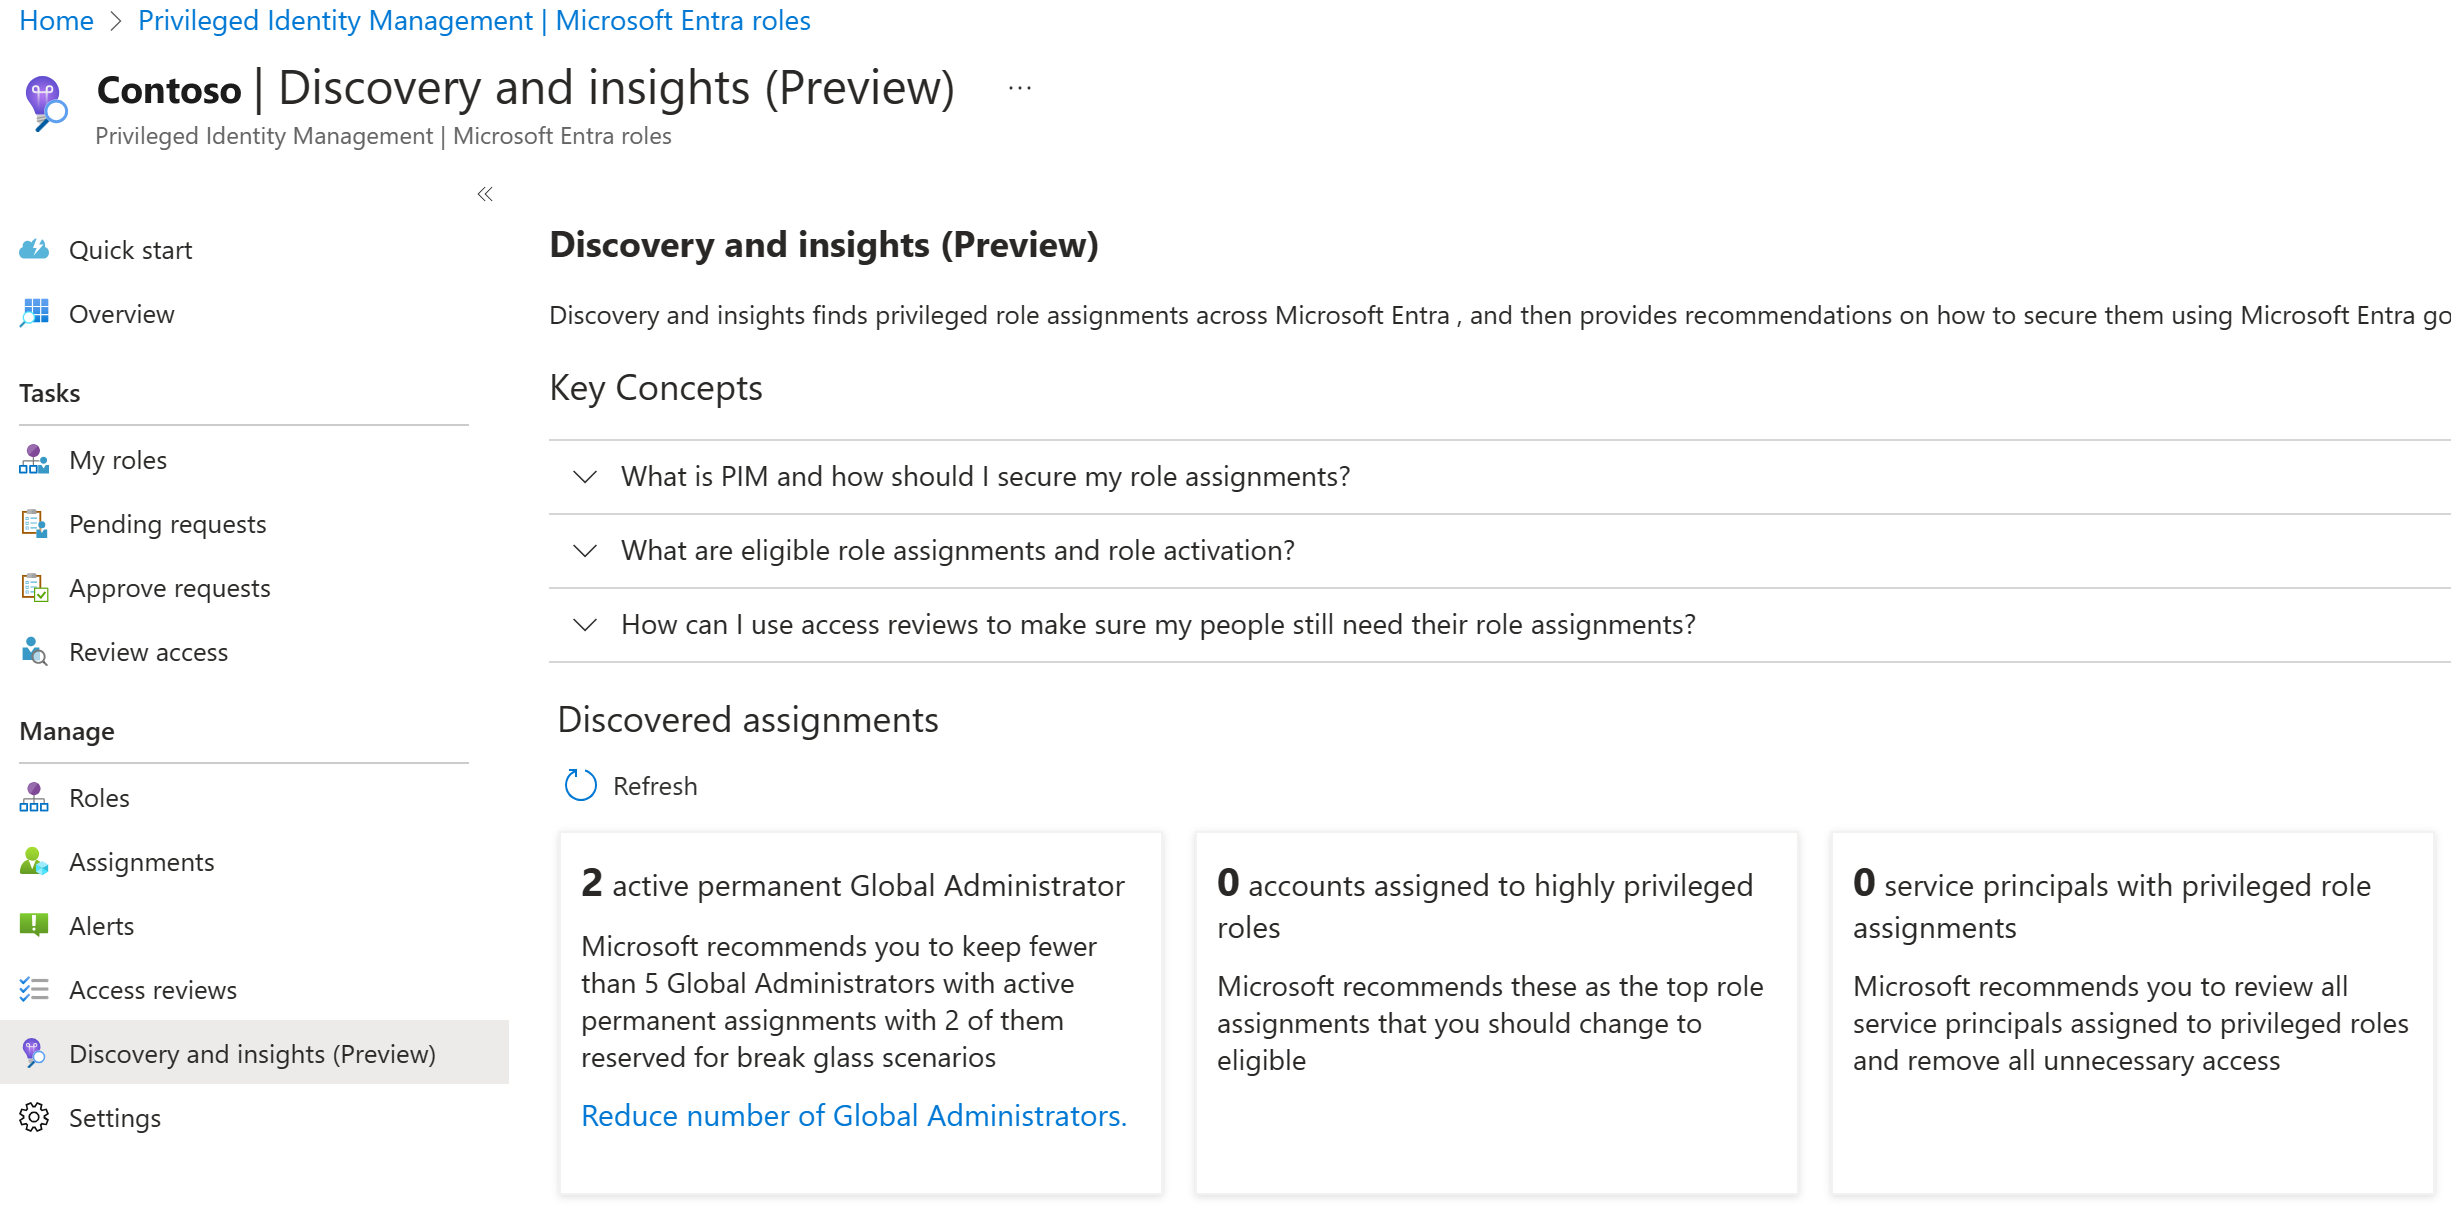 Home > Privileged Identity Management | Microsoft Entra roles
Contoso | Discovery and insights (Preview) ...
Privileged Identity Management | Microsoft Entra roles
Quick start
Overview
Tasks
My roles
Pending requests
Approve requests
Review access
Manage
Roles
Assignments
Alerts
Access reviews
Discovery and insights (Preview)
Settings
Discovery and insights (Preview)
Discovery and insights finds privileged role assignments across Microsoft Entra , and then provides recommendations on how to secure them using Microsoft Entra go
Key Concepts
What is PIM and how should I secure my role assignments?
What are eligible role assignments and role activation?
How can I use access reviews to make sure my people still need their role assignments?
Discovered assignments
Refresh
2 active permanent Global Administrator
Microsoft recommends you to keep fewer
than 5 Global Administrators with active
permanent assignments with 2 of them
reserved for break glass scenarios
Reduce number of Global Administrators.
0 accounts assigned to highly privileged
roles
Microsoft recommends these as the top role
assignments that you should change to
eligible
0 service principals with privileged role
assignments
Microsoft recommends you to review all
service principals assigned to privileged roles
and remove all unnecessary access